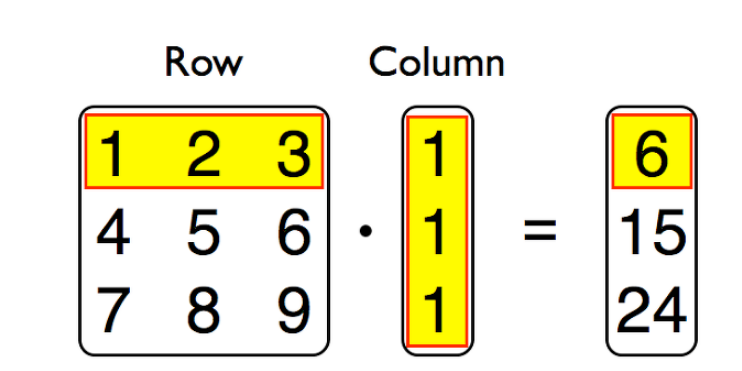 Row Column
1 2 3 1 6
4 5 6 · 1 = 15
7 8 9 1 24